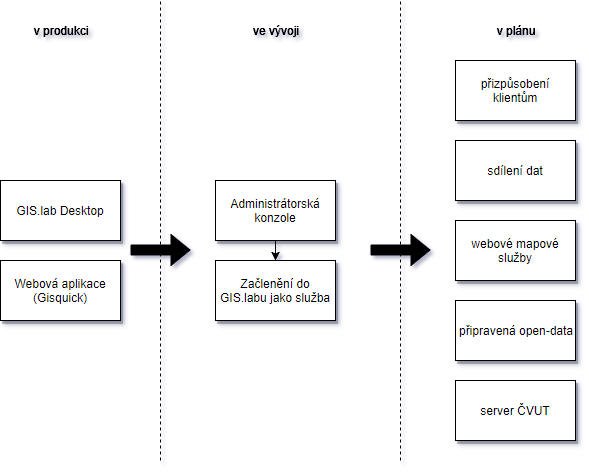 v produkci
ve vývoji
v plánu
GIS.lab Desktop
Webová aplikace
(Gisquick)
Administrátorská
konzole
Začlenění do
GIS.labu jako služba
přizpůsobení
klientům
sdílení dat
webové mapové
služby
připravená open-data
server ČVUT